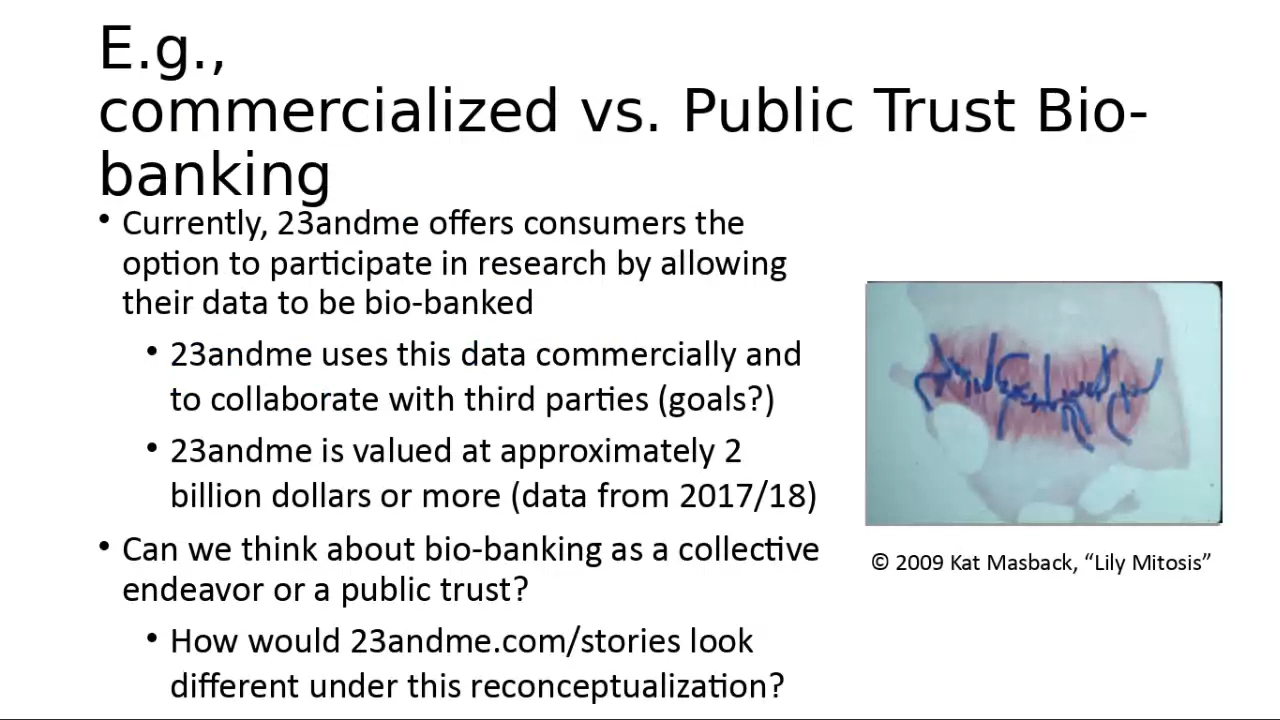 E.g.,
commercialized vs. Public Trust Bio-
banking
• Currently, 23andme offers consumers the
option to participate in research by allowing
their data to be bio-banked
• 23andme uses this data commercially and
to collaborate with third parties (goals?)
• 23andme is valued at approximately 2
billion dollars or more (data from 2017/18)
• Can we think about bio-banking as a collective
endeavor or a public trust?
• How would 23andme.com/stories look
different under this reconceptualization?
© 2009 Kat Masback, “Lily Mitosis”